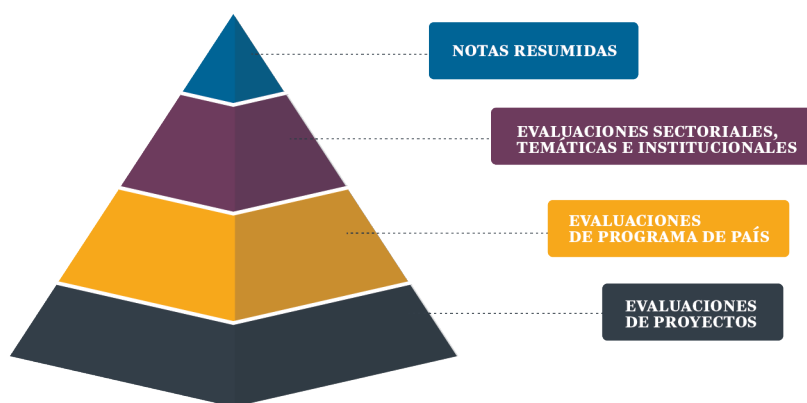 NOTAS RESUMIDAS
EVALUACIONES SECTORIALES,
TEMÁTICAS E INSTITUCIONALES
EVALUACIONES
DE PROGRAMA DE PAÍS
EVALUACIONES
DE PROYECTOS